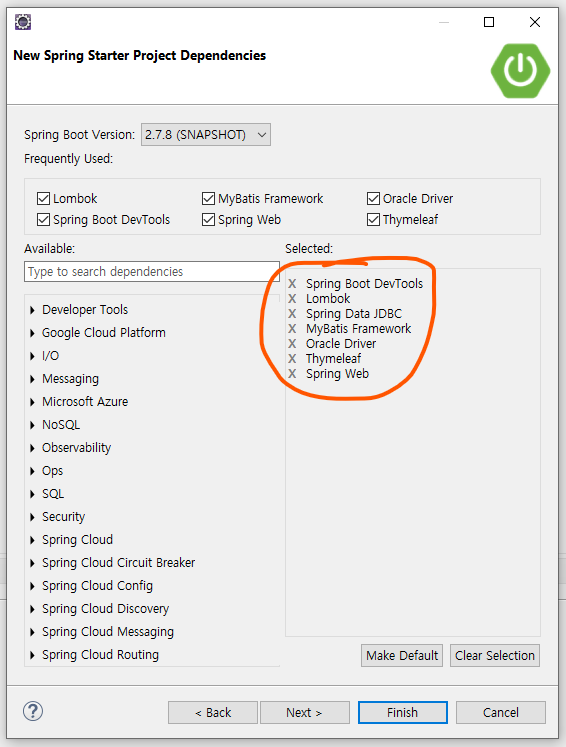 New Spring Starter Project Dependencies
Spring Boot Version: 2.7.8 (SNAPSHOT)
Frequently Used:
Lombok MyBatis Framework Oracle Driver
Spring Boot DevTools Spring Web Thymeleaf
Available: Selected:
Type to search dependencies
X Spring Boot DevTools
X Lombok
X Spring Data JDBC
X MyBatis Framework
X Oracle Driver
X Thymeleaf
X Spring Web
Developer Tools
Google Cloud Platform
I/O
Messaging
Microsoft Azure
NoSQL
Observability
Ops
SQL
Security
Spring Cloud
Spring Cloud Circuit Breaker
Spring Cloud Config
Spring Cloud Discovery
Spring Cloud Messaging
Spring Cloud Routing
Make Default Clear Selection
? < Back Next > Finish Cancel